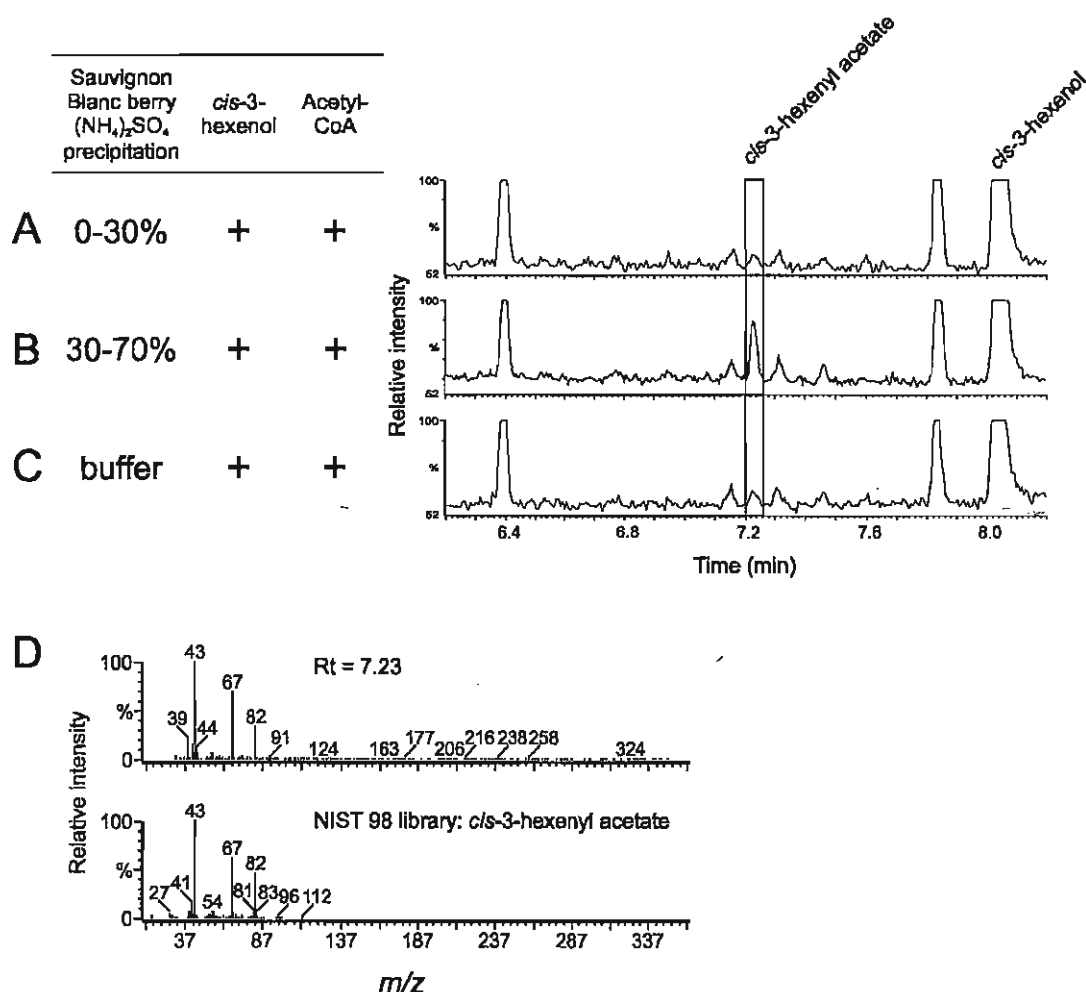 Sauvignon
Blanc berry
(NH₄)₂SO₄
precipitation
cis-3-
hexenol
Acetyl-
CoA
cis-3-hexenyl acetate
cis-3-hexenol
A 0-30% + +
B 30-70% + +
C buffer + +
Relative intensity
100
%
52
100
%
52
100
%
52
6.4 6.8 7.2 7.6 8.0
Time (min)
D
Relative intensity
Rt = 7.23
100
%
0
39 43 44 67 82 91 124 163 177 206 216 238 258 324
NIST 98 library: cis-3-hexenyl acetate
100
%
0
27 41 43 54 67 81 82 83 96 112
37 87 137 187 237 287 337
m/z